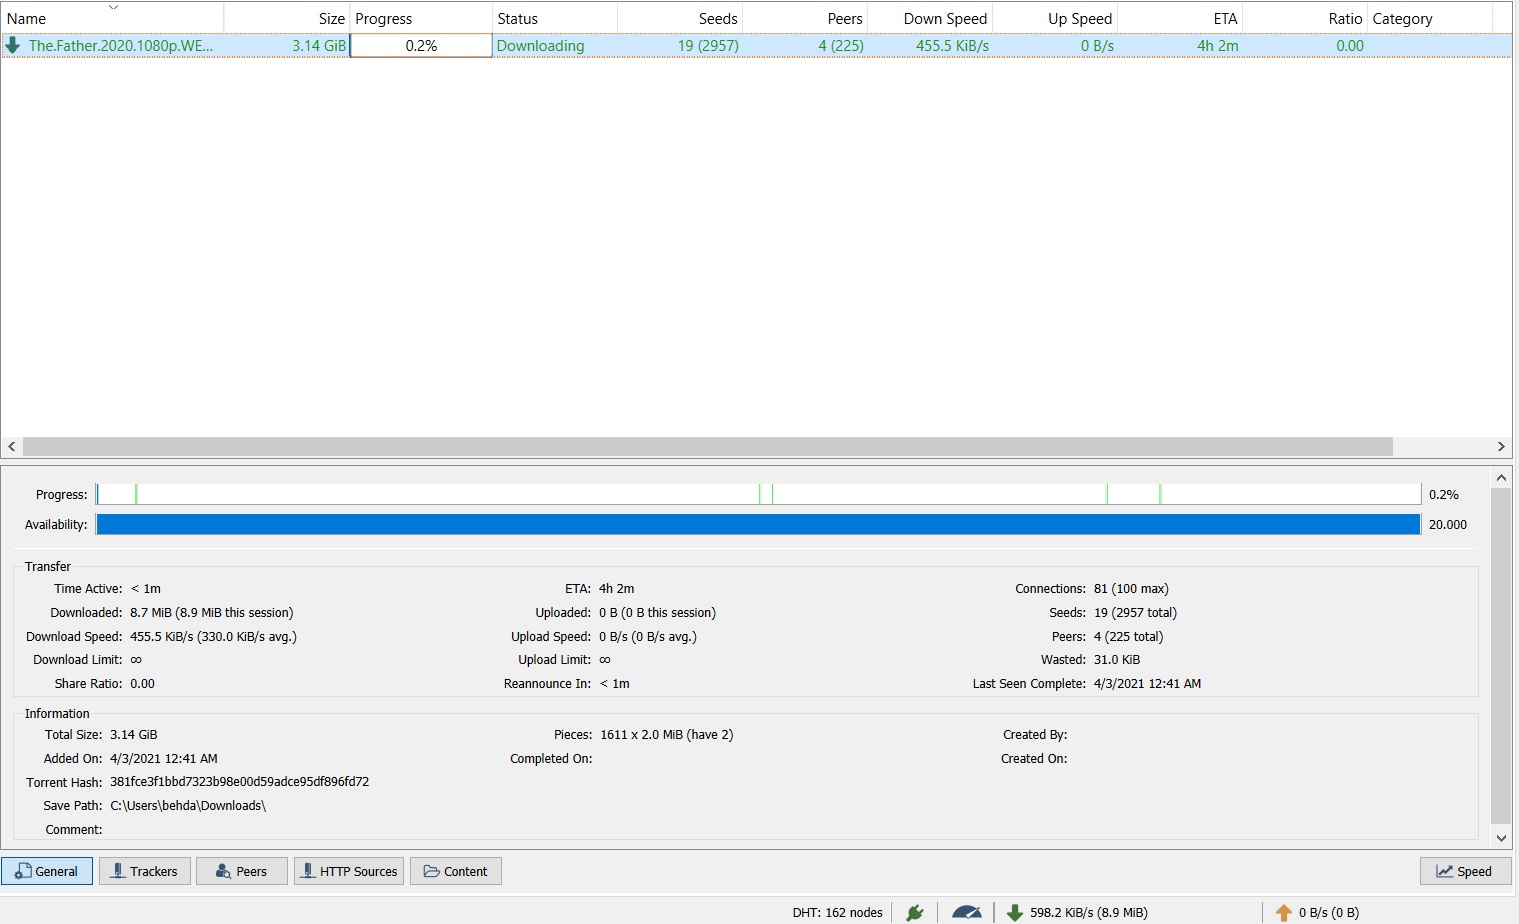 Name Size Progress Status Seeds Peers Down Speed Up Speed ETA Ratio Category
The.Father.2020.1080p.WE... 3.14 GiB 0.2% Downloading 19 (2957) 4 (225) 455.5 KiB/s 0 B/s 4h 2m 0.00
Progress: 0.2%
Availability: 20.000
Transfer
Time Active: < 1m ETA: 4h 2m Connections: 81 (100 max)
Downloaded: 8.7 MiB (8.9 MiB this session) Uploaded: 0 B (0 B this session) Seeds: 19 (2957 total)
Download Speed: 455.5 KiB/s (330.0 KiB/s avg.) Upload Speed: 0 B/s (0 B/s avg.) Peers: 4 (225 total)
Download Limit: ∞ Upload Limit: ∞ Wasted: 31.0 KiB
Share Ratio: 0.00 Reannounce In: < 1m Last Seen Complete: 4/3/2021 12:41 AM
Information
Total Size: 3.14 GiB Pieces: 1611 x 2.0 MiB (have 2) Created By:
Added On: 4/3/2021 12:41 AM Completed On: Created On:
Torrent Hash: 381fce3f1bbd7323b98e00d59adce95df896fd72
Save Path: C:\Users\behda\Downloads\
Comment:
General Trackers Peers HTTP Sources Content Speed
DHT: 162 nodes 598.2 KiB/s (8.9 MiB) 0 B/s (0 B)